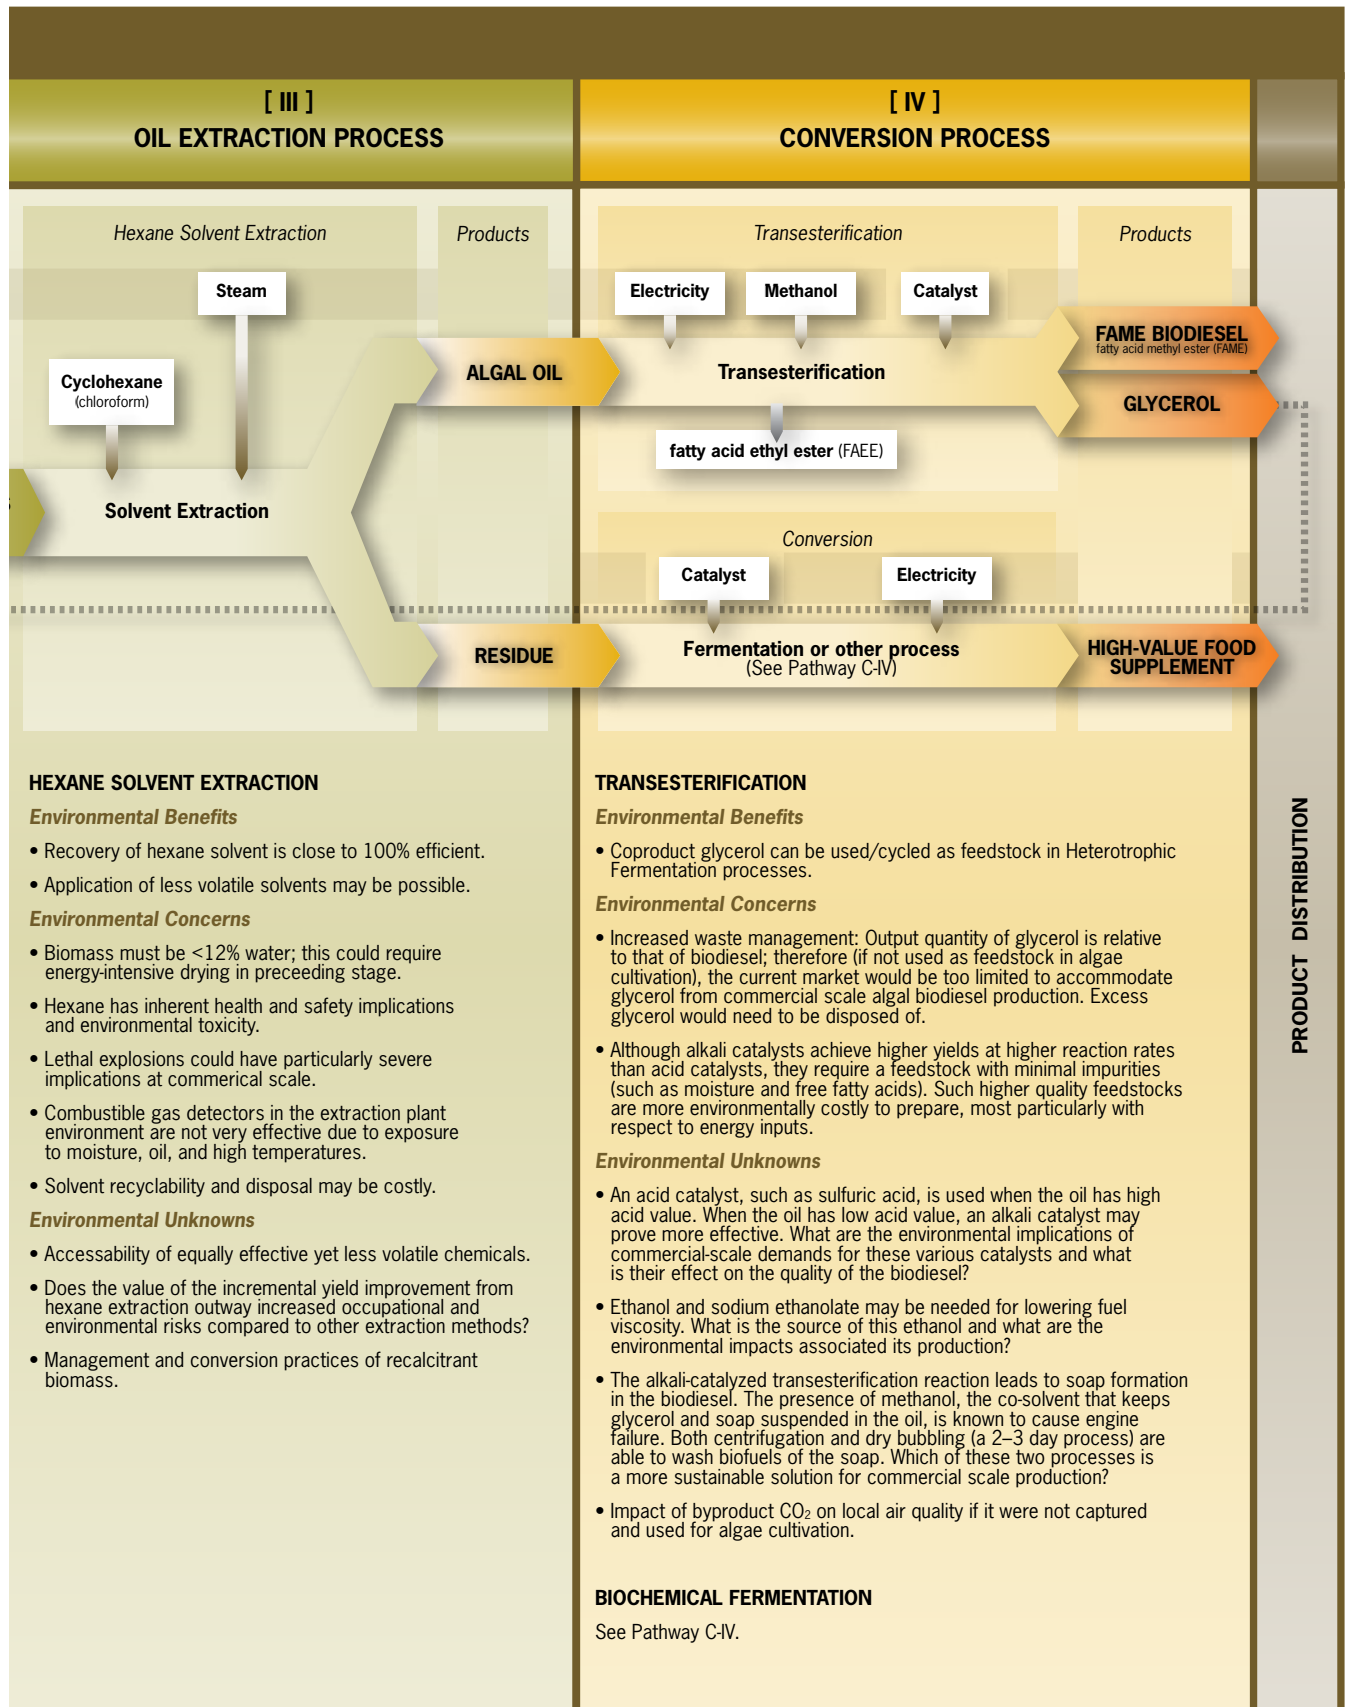 [ III ]
OIL EXTRACTION PROCESS
[ IV ]
CONVERSION PROCESS
Hexane Solvent Extraction
Products
Transesterification
Products
Steam
Electricity
Methanol
Catalyst
Cyclohexane
(chloroform)
ALGAL OIL
Transesterification
FAME BIODIESEL
fatty acid methyl ester (FAME)
GLYCEROL
fatty acid ethyl ester (FAEE)
Solvent Extraction
Conversion
Catalyst
Electricity
RESIDUE
Fermentation or other process
(See Pathway C-IV)
HIGH-VALUE FOOD
SUPPLEMENT
HEXANE SOLVENT EXTRACTION
Environmental Benefits
• Recovery of hexane solvent is close to 100% efficient.
• Application of less volatile solvents may be possible.
Environmental Concerns
• Biomass must be <12% water; this could require
energy-intensive drying in preceeding stage.
• Hexane has inherent health and safety implications
and environmental toxicity.
• Lethal explosions could have particularly severe
implications at commerical scale.
• Combustible gas detectors in the extraction plant
environment are not very effective due to exposure
to moisture, oil, and high temperatures.
• Solvent recyclability and disposal may be costly.
Environmental Unknowns
• Accessability of equally effective yet less volatile chemicals.
• Does the value of the incremental yield improvement from
hexane extraction outway increased occupational and
environmental risks compared to other extraction methods?
• Management and conversion practices of recalcitrant
biomass.
TRANSESTERIFICATION
Environmental Benefits
• Coproduct glycerol can be used/cycled as feedstock in Heterotrophic
Fermentation processes.
Environmental Concerns
• Increased waste management: Output quantity of glycerol is relative
to that of biodiesel; therefore (if not used as feedstock in algae
cultivation), the current market would be too limited to accommodate
glycerol from commercial scale algal biodiesel production. Excess
glycerol would need to be disposed of.
• Although alkali catalysts achieve higher yields at higher reaction rates
than acid catalysts, they require a feedstock with minimal impurities
(such as moisture and free fatty acids). Such higher quality feedstocks
are more environmentally costly to prepare, most particularly with
respect to energy inputs.
Environmental Unknowns
• An acid catalyst, such as sulfuric acid, is used when the oil has high
acid value. When the oil has low acid value, an alkali catalyst may
prove more effective. What are the environmental implications of
commercial-scale demands for these various catalysts and what
is their effect on the quality of the biodiesel?
• Ethanol and sodium ethanolate may be needed for lowering fuel
viscosity. What is the source of this ethanol and what are the
environmental impacts associated its production?
• The alkali-catalyzed transesterification reaction leads to soap formation
in the biodiesel. The presence of methanol, the co-solvent that keeps
glycerol and soap suspended in the oil, is known to cause engine
failure. Both centrifugation and dry bubbling (a 2–3 day process) are
able to wash biofuels of the soap. Which of these two processes is
a more sustainable solution for commercial scale production?
• Impact of byproduct CO2 on local air quality if it were not captured
and used for algae cultivation.
BIOCHEMICAL FERMENTATION
See Pathway C-IV.
PRODUCT DISTRIBUTION